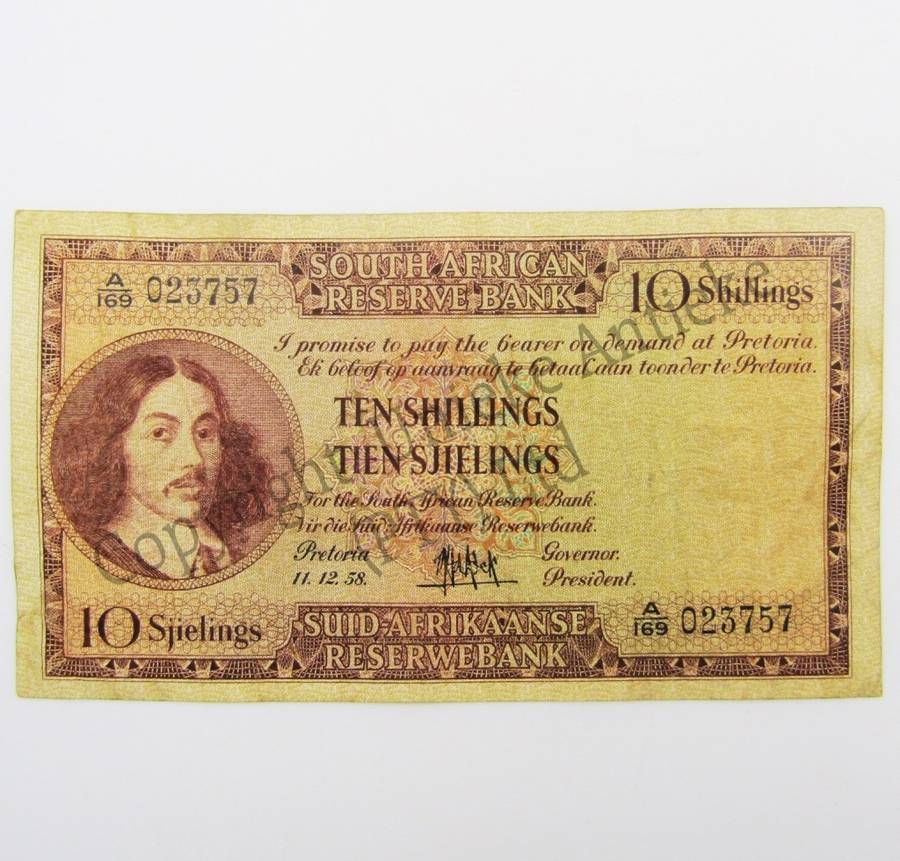 SOUTH AFRICAN
RESERVE BANK
A/169 023757
10 Shillings
I promise to pay the bearer on demand at Pretoria.
Ek beloof op aanvraag te betaal aan toonder te Pretoria.
TEN SHILLINGS
TIEN SJIELINGS
For the South African Reserve Bank.
Vir die Suid-Afrikaanse Reserwebank.
Pretoria
11.12.58.
Governor.
President.
10 Sjielings
SUID-AFRIKAANSE
RESERWEBANK
A/169 023757
Copyright Antieke